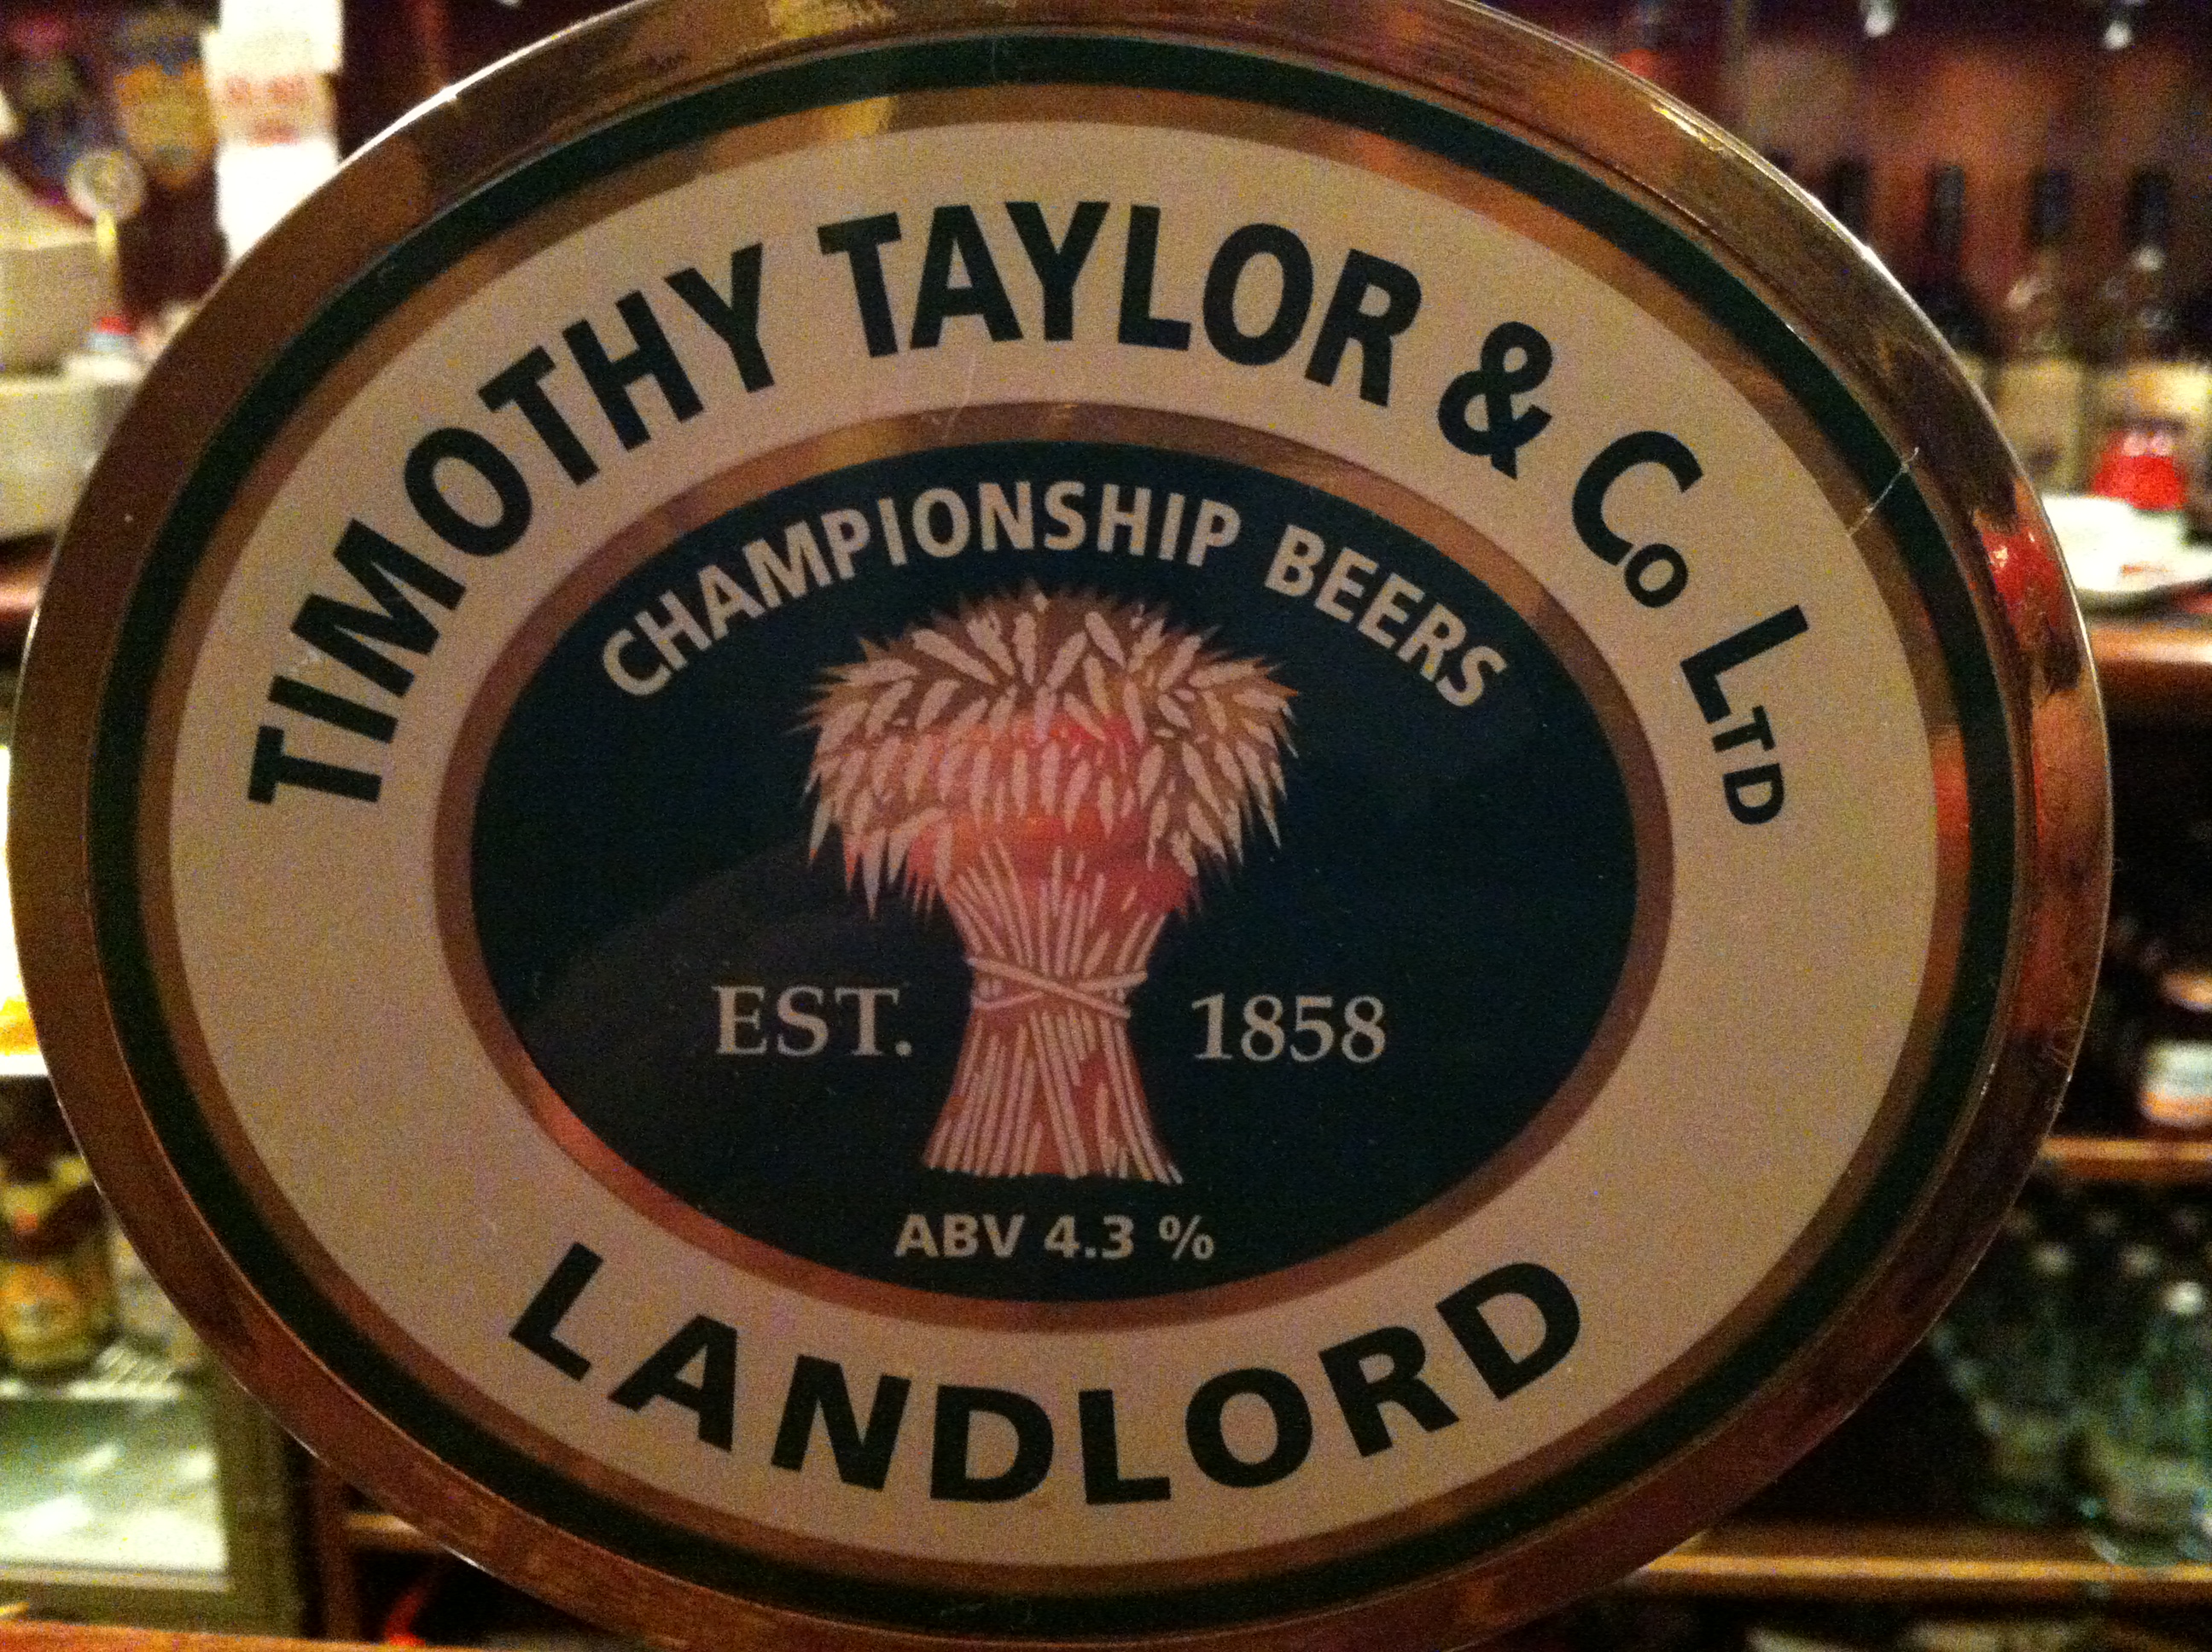 TIMOTHY TAYLOR & Co LTD
CHAMPIONSHIP BEERS
EST. 1858
ABV 4.3 %
LANDLORD